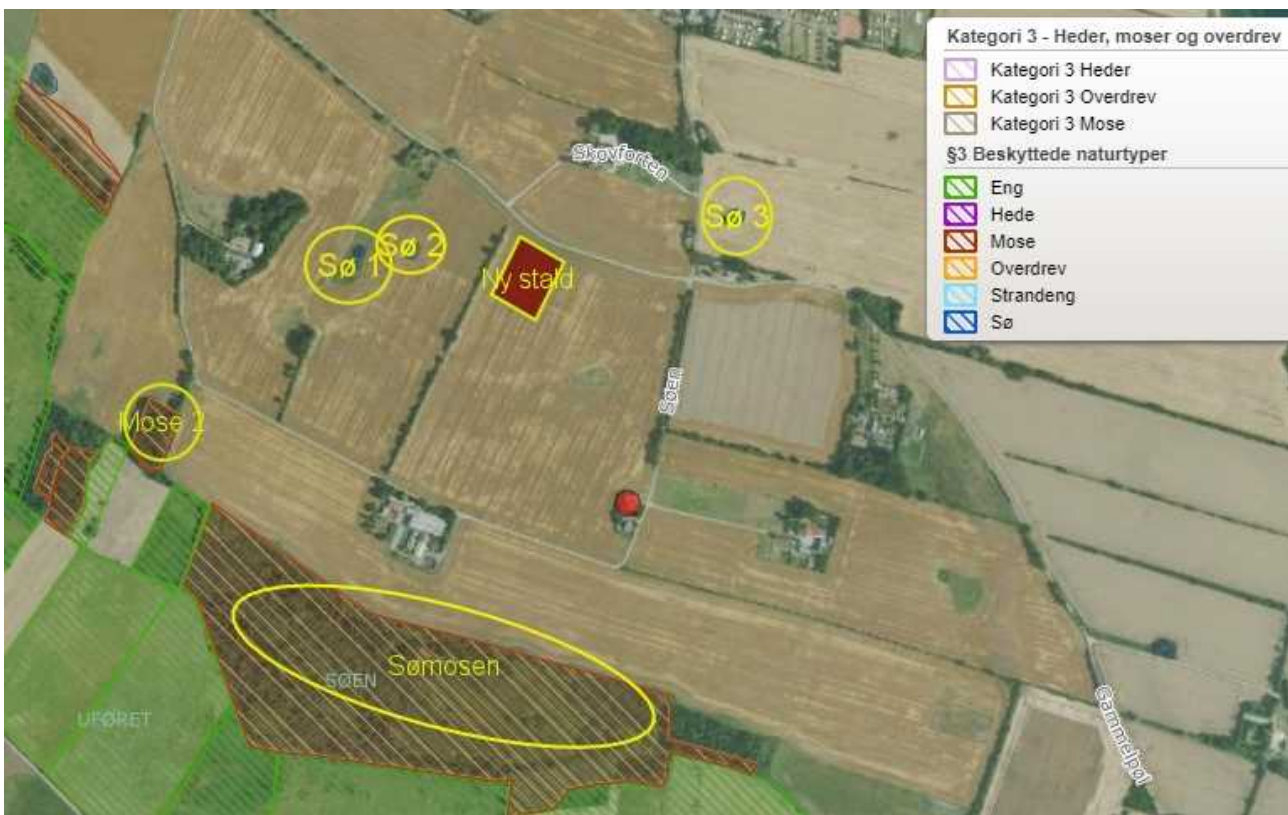 Kategori 3 - Heder, moser og overdrev
Kategori 3 Heder
Kategori 3 Overdrev
Kategori 3 Mose
§3 Beskyttede naturtyper
Eng
Hede
Mose
Overdrev
Strandeng
Sø
Skovforten
Sø 3
Sø 2
Sø 1
Ny stald
Søen
Mose 1
Sømosen
SØEN
UFØRET
Gammelpøl